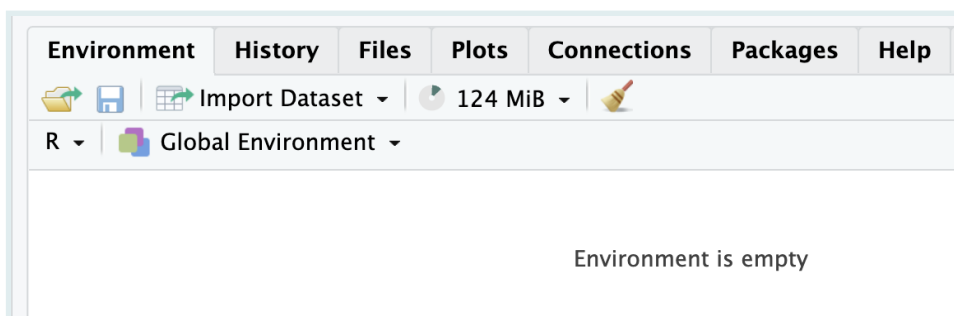 Environment History Files Plots Connections Packages Help
Import Dataset 124 MiB
R Global Environment
Environment is empty